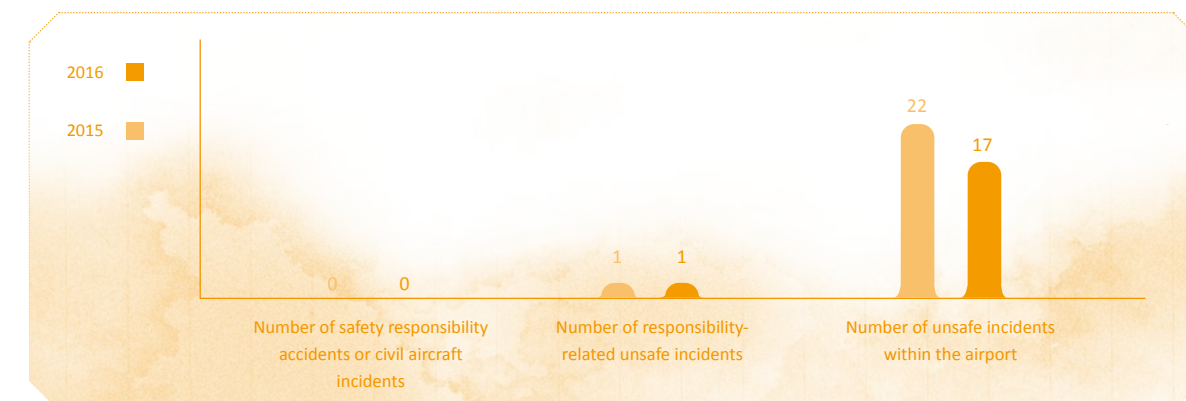 2016
2015
22
17
1
1
0
0
Number of safety responsibility
accidents or civil aircraft
incidents
Number of responsibility-
related unsafe incidents
Number of unsafe incidents
within the airport